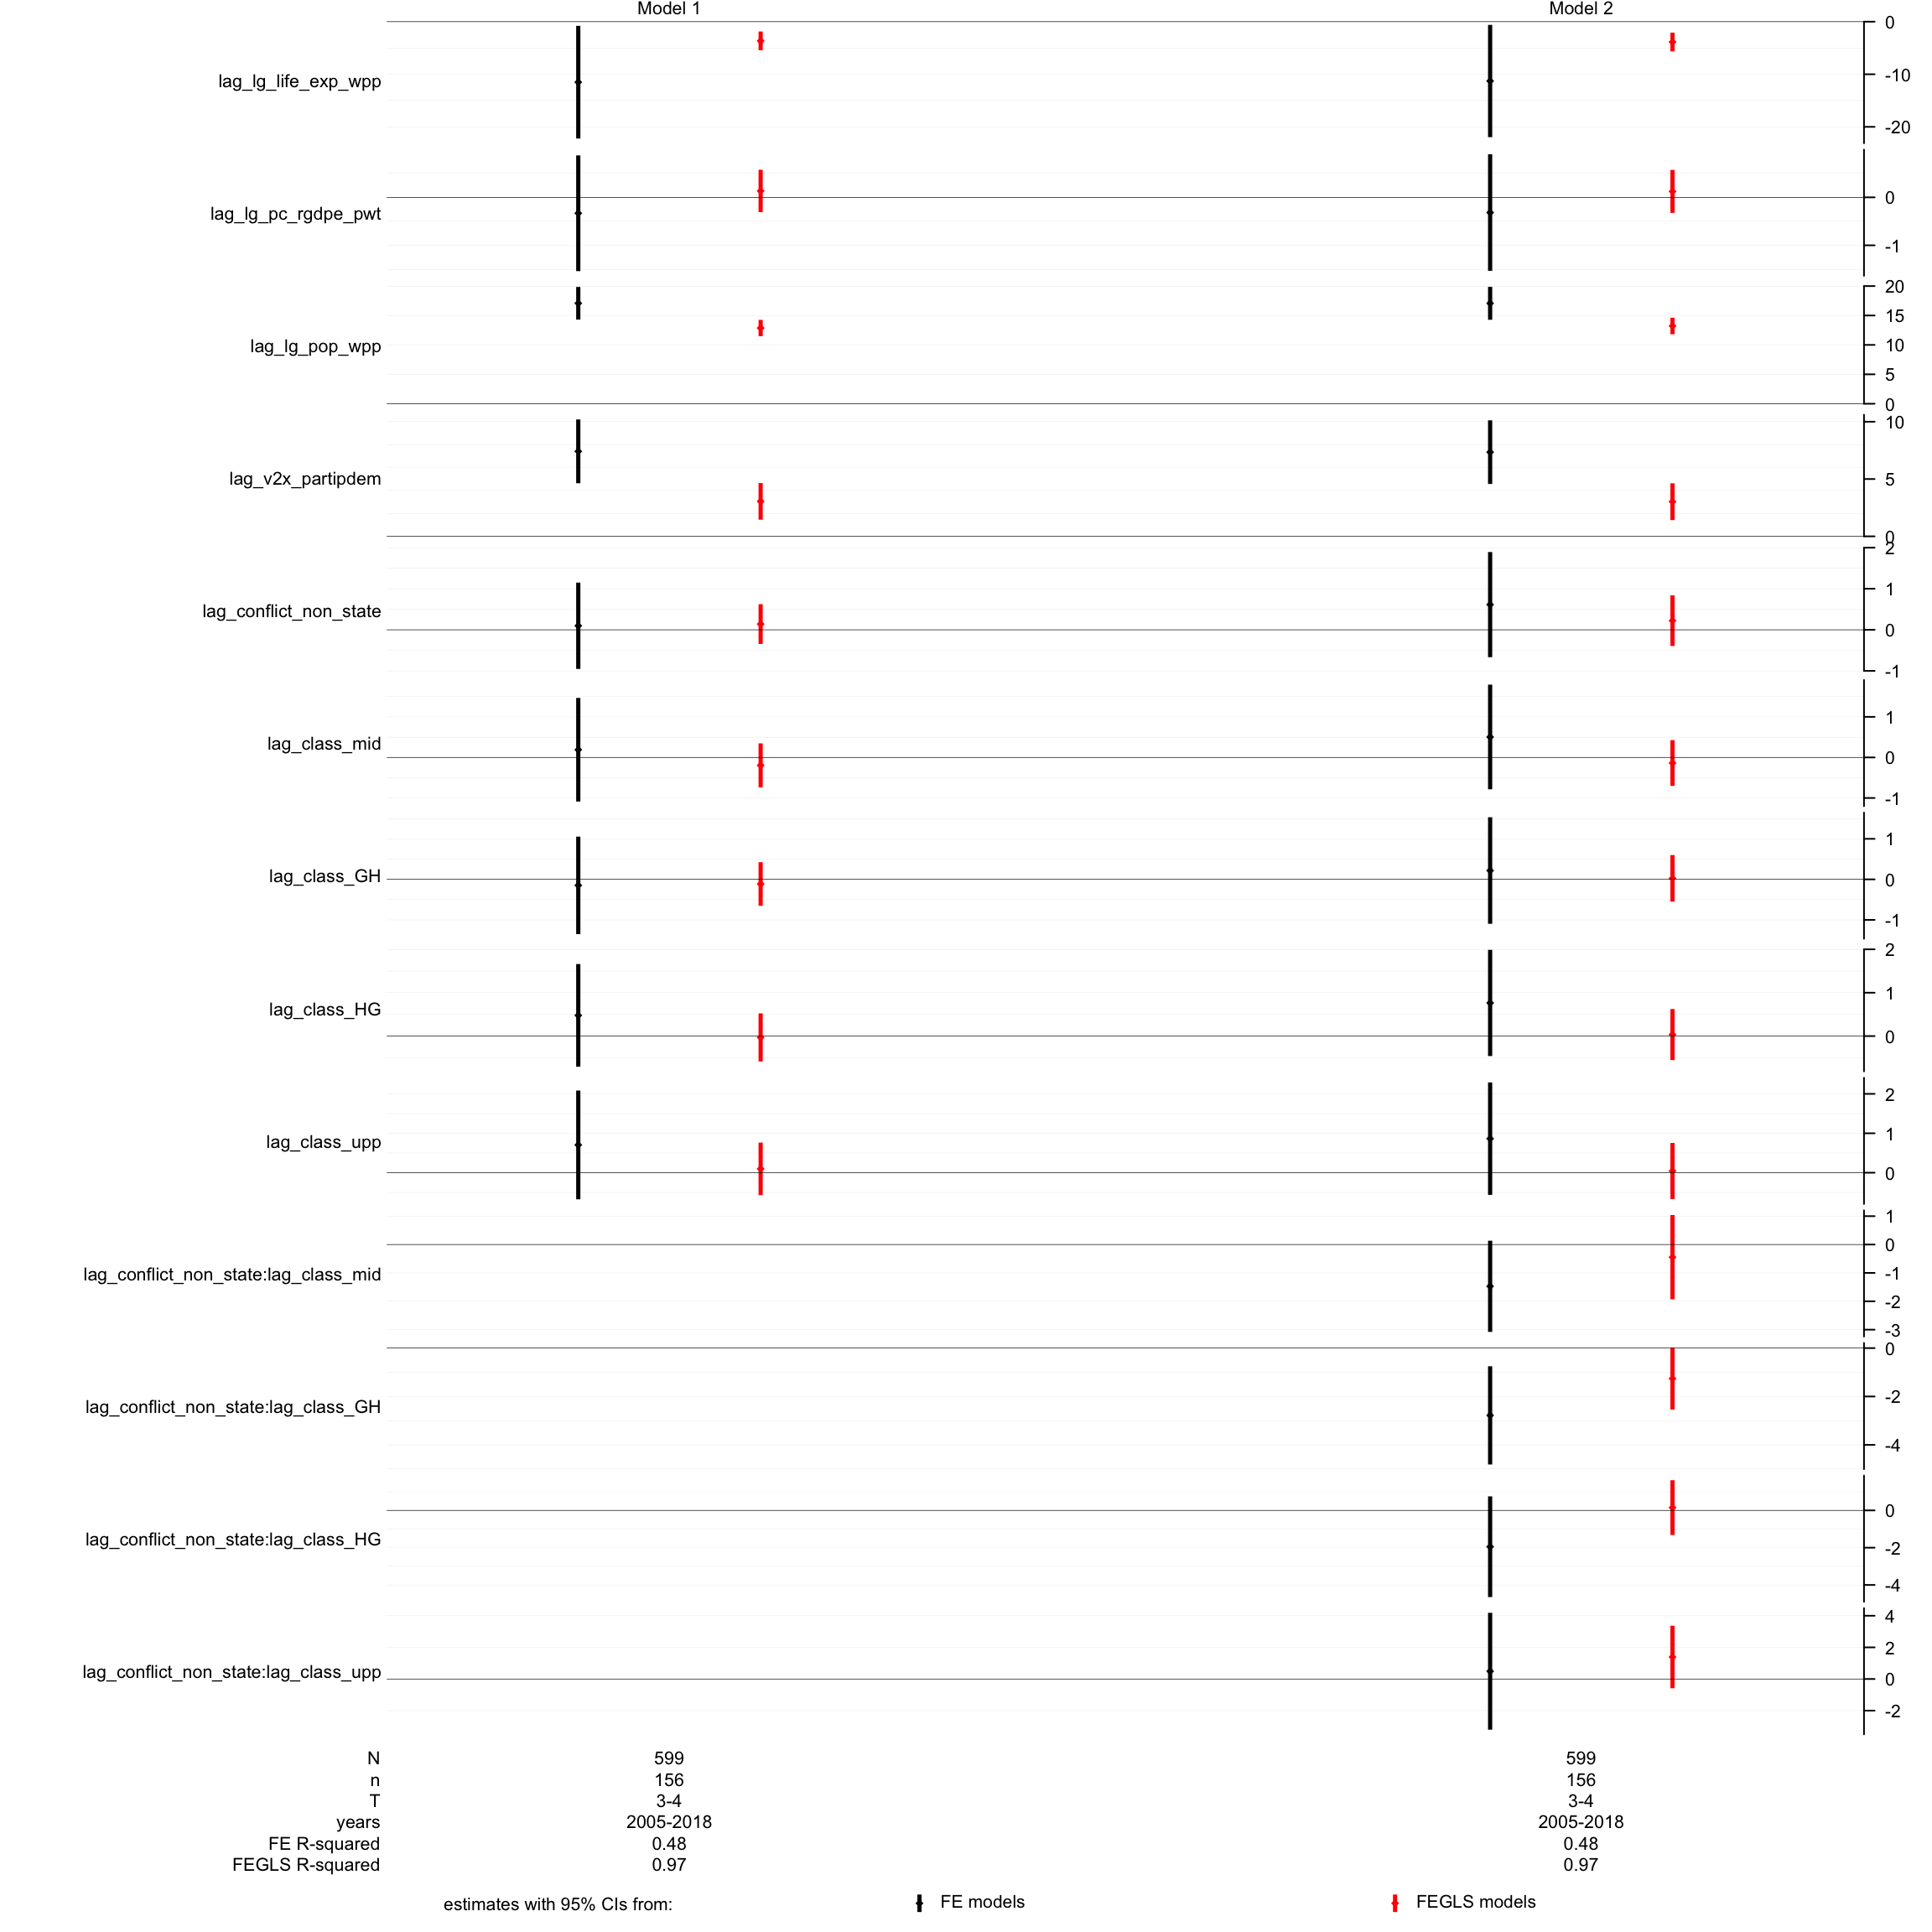 Model 1 Model 2
0
lag_lg_life_exp_wpp
-10
-20
lag_lg_pc_rgdpe_pwt
0
-1
20
15
lag_lg_pop_wpp
10
5
0
10
lag_v2x_partipdem
5
0
2
1
lag_conflict_non_state
0
-1
1
lag_class_mid
0
-1
1
lag_class_GH
0
-1
2
1
lag_class_HG
0
2
1
lag_class_upp
0
1
0
lag_conflict_non_state:lag_class_mid
-1
-2
-3
0
-2
lag_conflict_non_state:lag_class_GH
-4
0
lag_conflict_non_state:lag_class_HG
-2
-4
4
2
lag_conflict_non_state:lag_class_upp
0
-2
N 599 599
n 156 156
T 3-4 3-4
years 2005-2018 2005-2018
FE R-squared 0.48 0.48
FEGLS R-squared 0.97 0.97
estimates with 95% CIs from: FE models FEGLS models